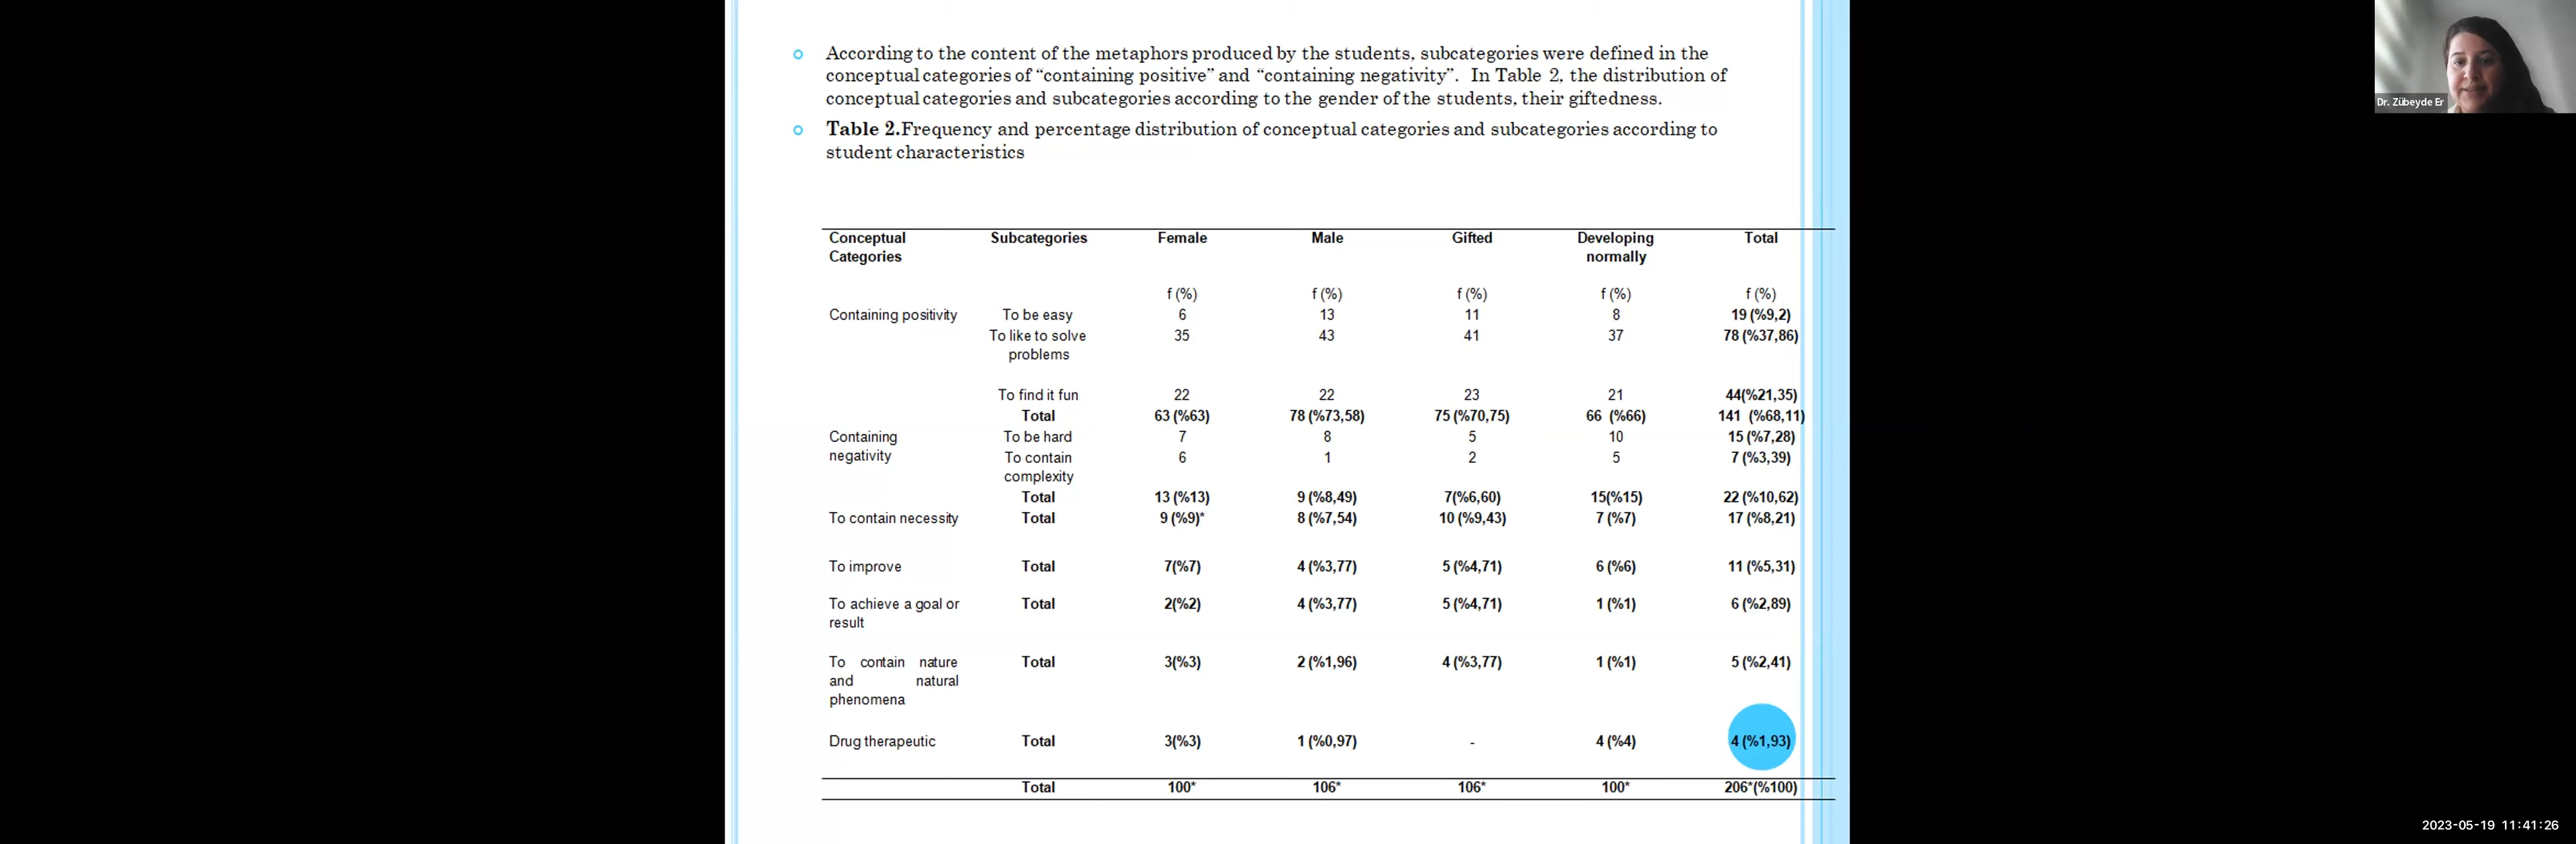 According to the content of the metaphors produced by the students, subcategories were defined in the
conceptual categories of “containing positive” and “containing negativity”. In Table 2, the distribution of
conceptual categories and subcategories according to the gender of the students, their giftedness.
Table 2.Frequency and percentage distribution of conceptual categories and subcategories according to
student characteristics
Conceptual Categories Subcategories Female Male Gifted Developing normally Total
f (%) f (%) f (%) f (%) f (%)
Containing positivity To be easy 6 13 11 8 19 (%9,2)
To like to solve problems 35 43 41 37 78 (%37,86)
To find it fun 22 22 23 21 44(%21,35)
Total 63 (%63) 78 (%73,58) 75 (%70,75) 66 (%66) 141 (%68,11)
Containing negativity To be hard 7 8 5 10 15 (%7,28)
To contain complexity 6 1 2 5 7 (%3,39)
Total 13 (%13) 9 (%8,49) 7(%6,60) 15(%15) 22 (%10,62)
To contain necessity Total 9 (%9)* 8 (%7,54) 10 (%9,43) 7 (%7) 17 (%8,21)
To improve Total 7(%7) 4 (%3,77) 5 (%4,71) 6 (%6) 11 (%5,31)
To achieve a goal or result Total 2(%2) 4 (%3,77) 5 (%4,71) 1 (%1) 6 (%2,89)
To contain nature and natural phenomena Total 3(%3) 2 (%1,96) 4 (%3,77) 1 (%1) 5 (%2,41)
Drug therapeutic Total 3(%3) 1 (%0,97) - 4 (%4) 4 (%1,93)
Total 100* 106* 106* 100* 206*(%100)
Dr. Zübeyde Er
2023-05-19 11:41:26